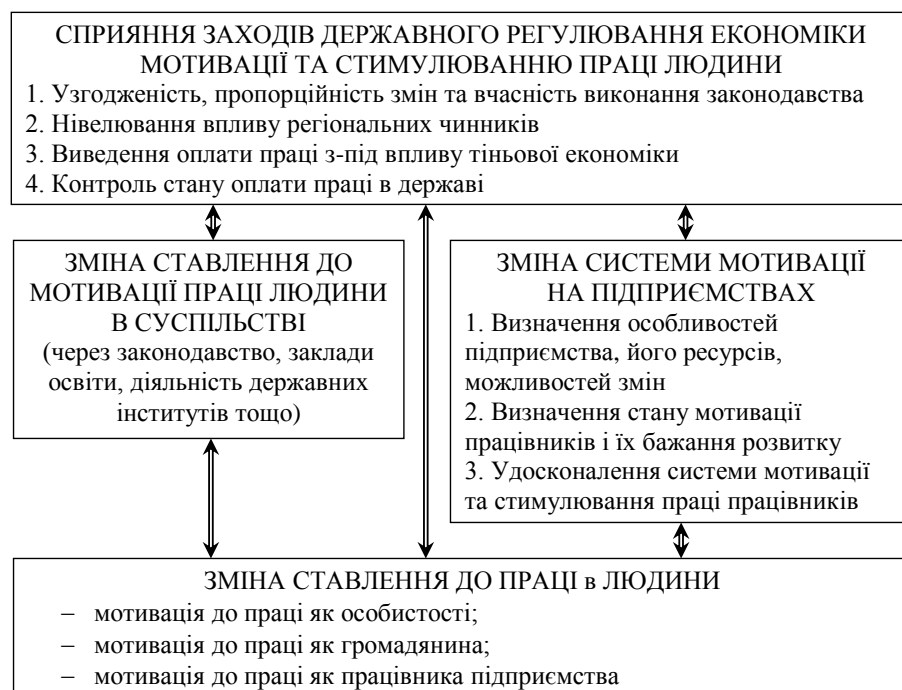 СПРИЯННЯ ЗАХОДІВ ДЕРЖАВНОГО РЕГУЛЮВАННЯ ЕКОНОМІКИ
МОТИВАЦІЇ ТА СТИМУЛЮВАННЮ ПРАЦІ ЛЮДИНИ
1. Узгодженість, пропорційність змін та вчасність виконання законодавства
2. Нівелювання впливу регіональних чинників
3. Виведення оплати праці з-під впливу тіньової економіки
4. Контроль стану оплати праці в державі
ЗМІНА СТАВЛЕННЯ ДО
МОТИВАЦІЇ ПРАЦІ ЛЮДИНИ
В СУСПІЛЬСТВІ
(через законодавство, заклади
освіти, діяльність державних
інститутів тощо)
ЗМІНА СИСТЕМИ МОТИВАЦІЇ
НА ПІДПРИЄМСТВАХ
1. Визначення особливостей
підприємства, його ресурсів,
можливостей змін
2. Визначення стану мотивації
працівників і їх бажання розвитку
3. Удосконалення системи мотивації
та стимулювання праці працівників
ЗМІНА СТАВЛЕННЯ ДО ПРАЦІ в ЛЮДИНИ
– мотивація до праці як особистості;
– мотивація до праці як громадянина;
– мотивація до праці як працівника підприємства